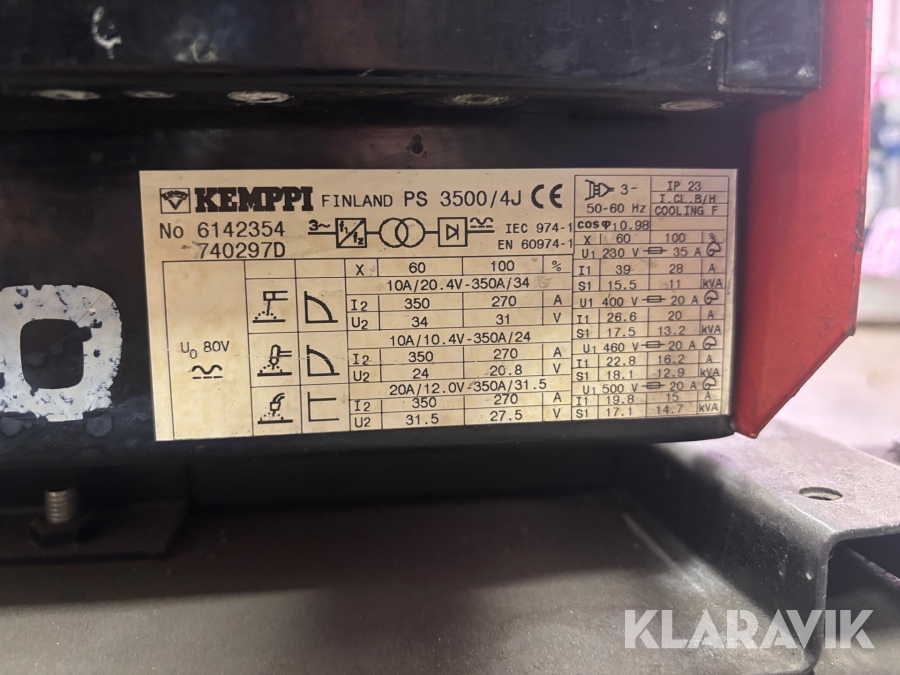 KEMPPI FINLAND PS 3500/4J CE
No 6142354
740297D
3~ f1 f2
IEC 974-1
EN 60974-1
U0 80V
X 60 100 %
10A/20.4V-350A/34
I2 350 270 A
U2 34 31 V
10A/10.4V-350A/24
I2 350 270 A
U2 24 20.8 V
20A/12.0V-350A/31.5
I2 350 270 A
U2 31.5 27.5 V
3~
50-60 Hz
IP 23
I.CL.B/H
COOLING F
cosφ 0.98
X 60 100 %
U1 230 V 35 A
I1 39 28 A
S1 15.5 11 kVA
U1 400 V 20 A
I1 26.6 20 A
S1 17.5 13.2 kVA
U1 460 V 20 A
I1 22.8 16.2 A
S1 18.1 12.9 kVA
U1 500 V 20 A
I1 19.8 15 A
S1 17.1 14.7 kVA
KLARAVIK